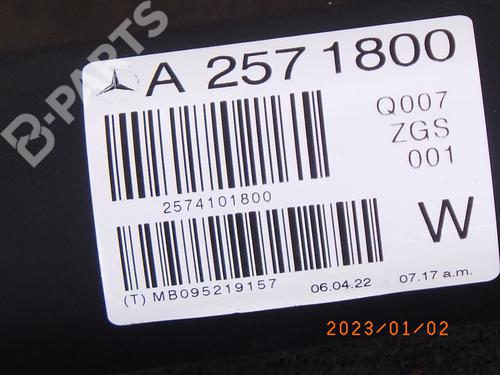 B-PARTS
A 257 1800
Q007
ZGS
001
2574101800
W
(T) MB095219157
06.04.22
07.17 a.m.
2023/01/02